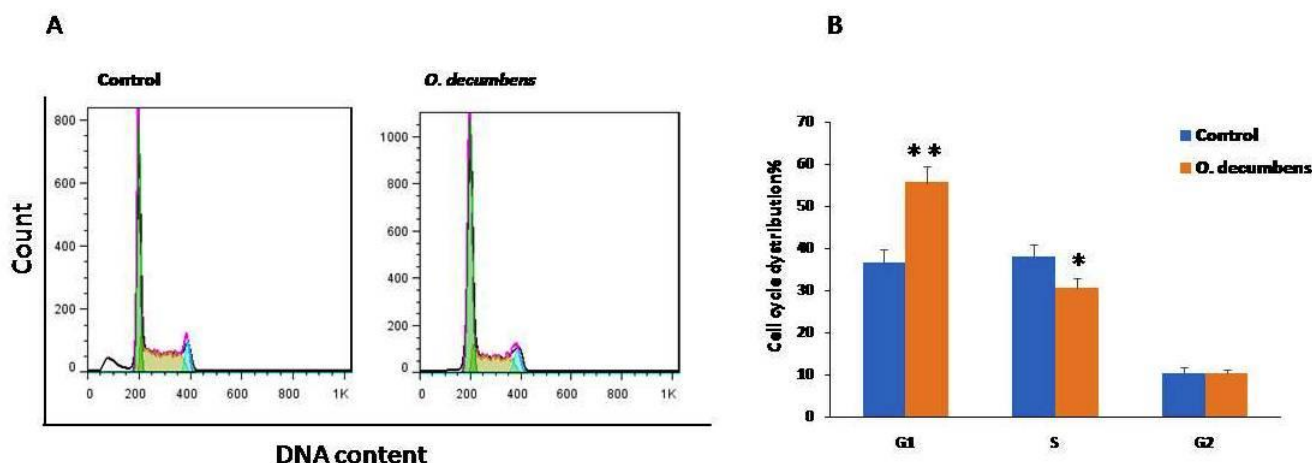 A
B
Control
O. decumbens
Count
800
600
400
200
0
0 200 400 600 800 1K
1000
800
600
400
200
0
0 200 400 600 800 1K
DNA content
Cell cycle dystribution%
70
60
50
40
30
20
10
0
Control
O. decumbens
**
*
G1 S G2